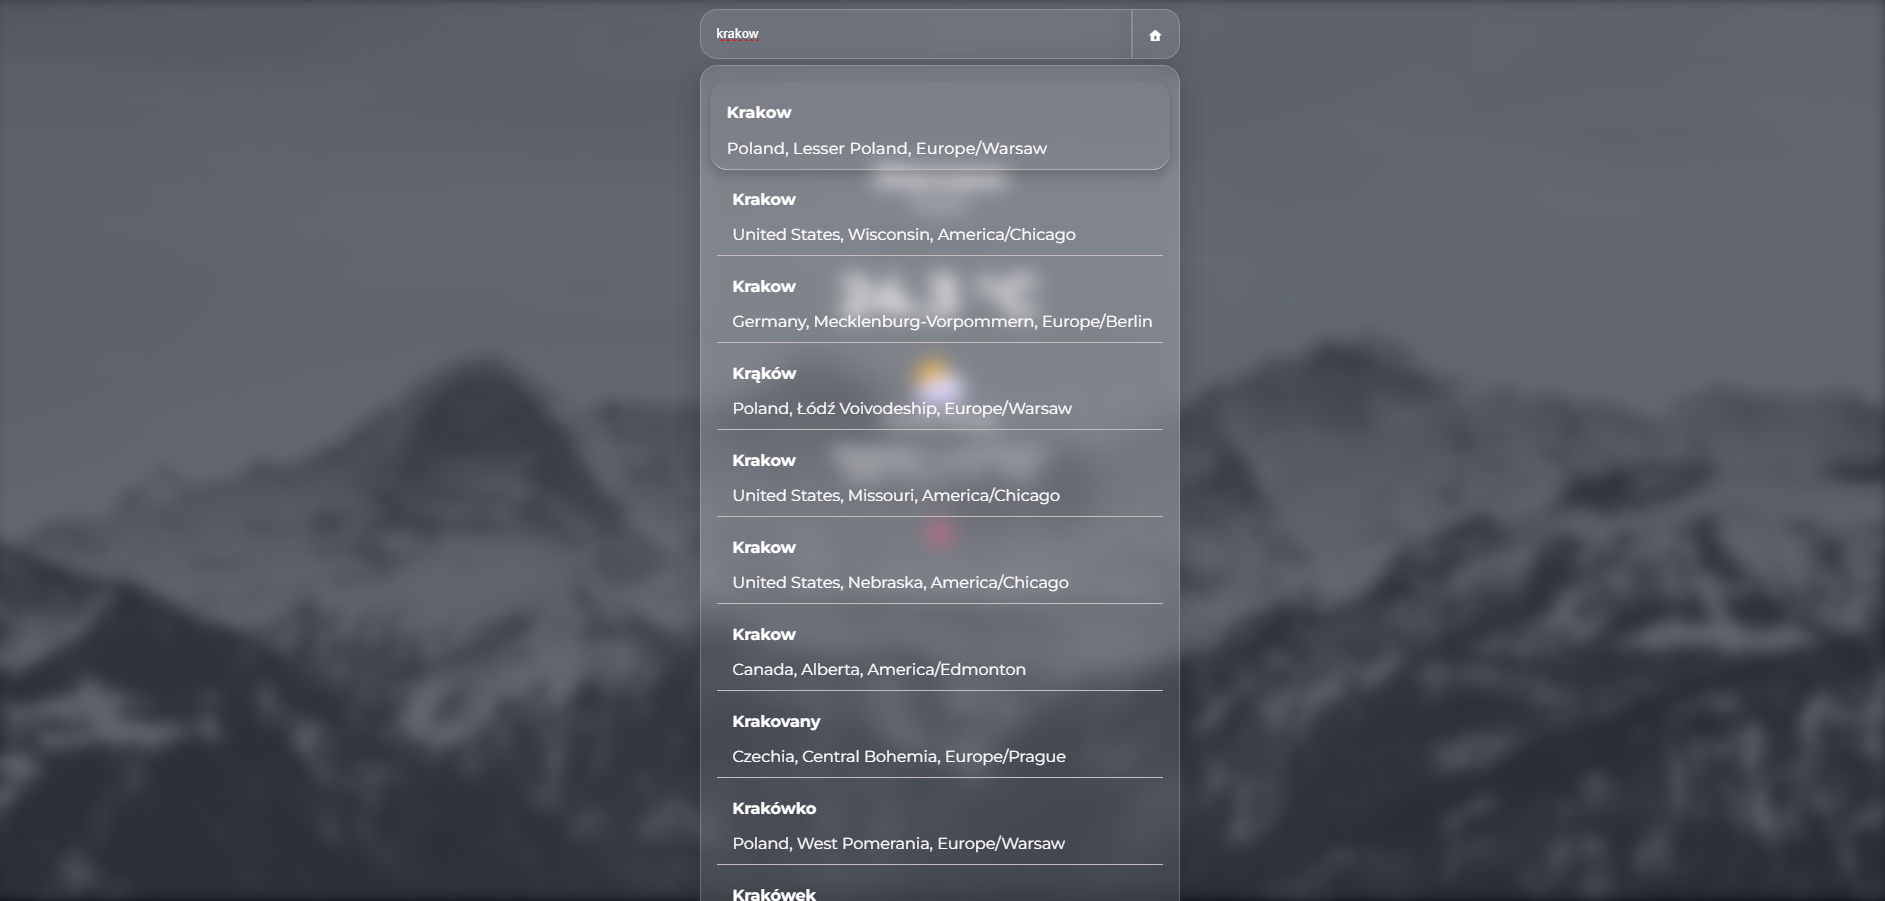 krakow
Krakow
Poland, Lesser Poland, Europe/Warsaw
Krakow
United States, Wisconsin, America/Chicago
24.3 °C
Krakow
Germany, Mecklenburg-Vorpommern, Europe/Berlin
Krąków
Poland, Łódź Voivodeship, Europe/Warsaw
Krakow
United States, Missouri, America/Chicago
Krakow
United States, Nebraska, America/Chicago
Krakow
Canada, Alberta, America/Edmonton
Krakovany
Czechia, Central Bohemia, Europe/Prague
Krakówko
Poland, West Pomerania, Europe/Warsaw
Krakówek